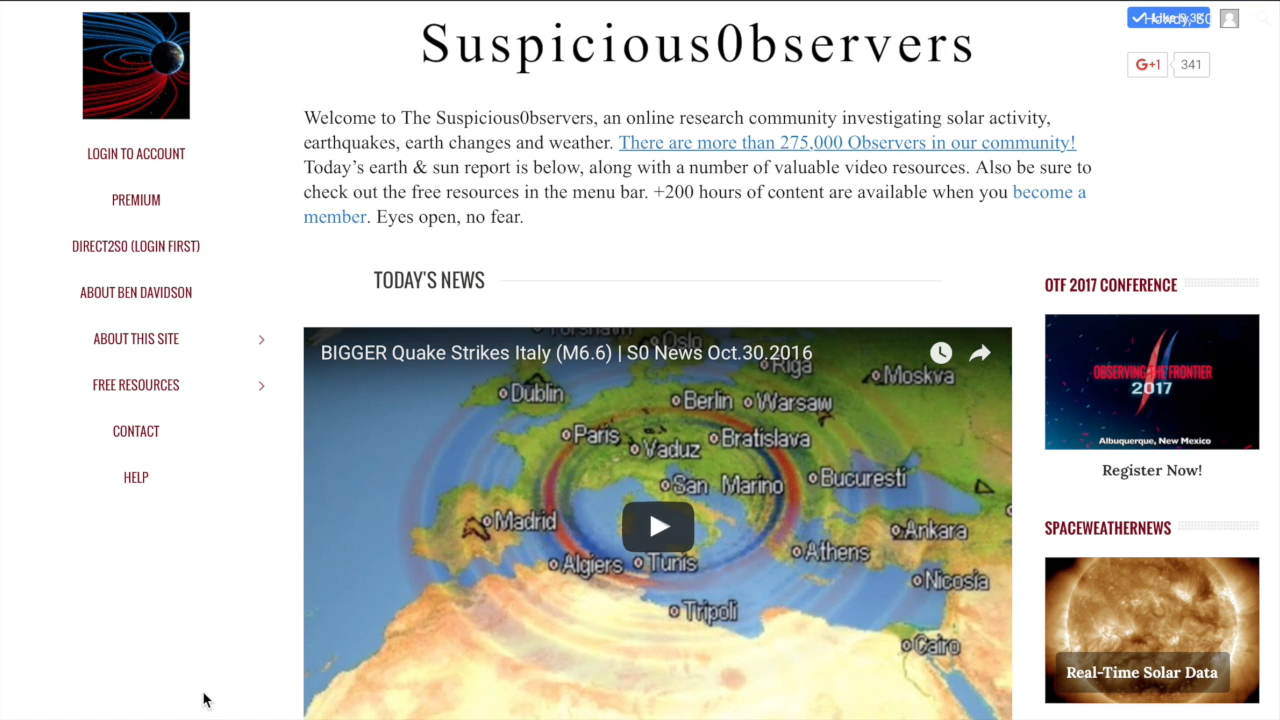 Suspicious0bservers
Like 9.3K
Howdy, S0
G+1 341
Welcome to The Suspicious0bservers, an online research community investigating solar activity,
earthquakes, earth changes and weather. There are more than 275,000 Observers in our community!
Today’s earth & sun report is below, along with a number of valuable video resources. Also be sure to
check out the free resources in the menu bar. +200 hours of content are available when you become a
member. Eyes open, no fear.
LOGIN TO ACCOUNT
PREMIUM
DIRECT2S0 (LOGIN FIRST)
ABOUT BEN DAVIDSON
ABOUT THIS SITE
FREE RESOURCES
CONTACT
HELP
TODAY'S NEWS
BIGGER Quake Strikes Italy (M6.6) | S0 News Oct.30.2016
Oslo
Riga
Moskva
Dublin
Berlin
Warsaw
Paris
Vaduz
Bratislava
San Marino
Bucuresti
Madrid
Ankara
Algiers
Tunis
Athens
Nicosia
Tripoli
Cairo
OTF 2017 CONFERENCE
OBSERVING THE FRONTIER
2017
Albuquerque, New Mexico
Register Now!
SPACEWEATHERNEWS
Real-Time Solar Data